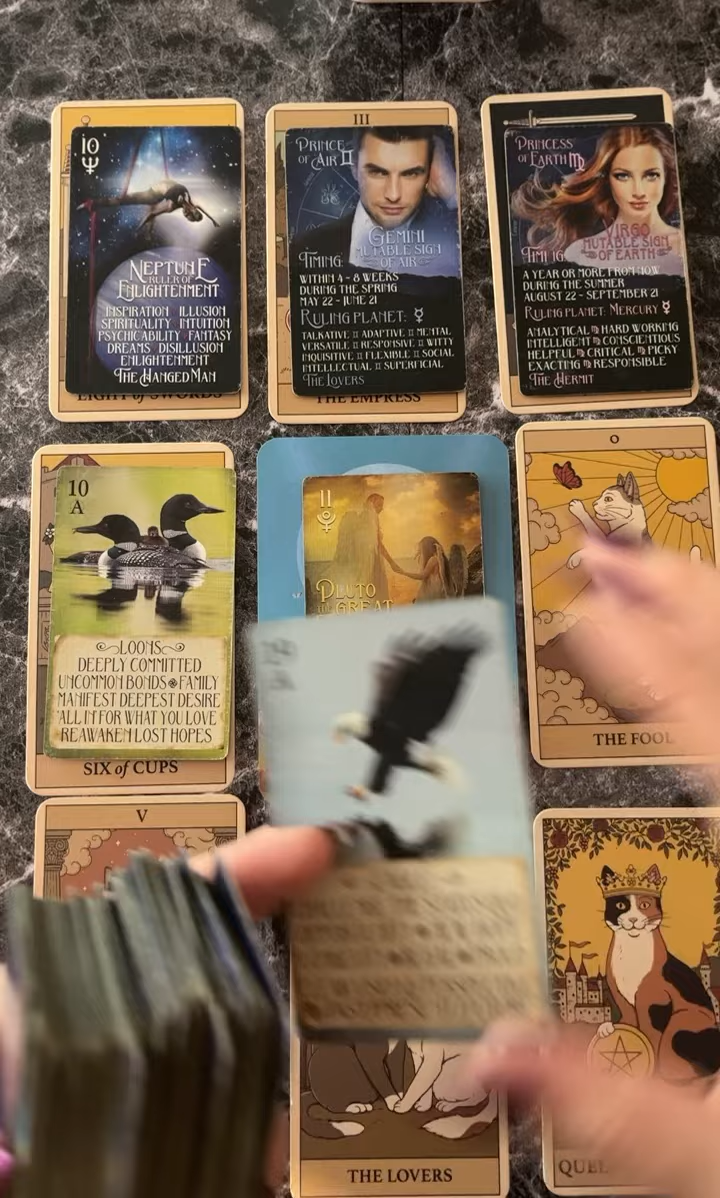 10
NEPTUNE
RULER OF
ENLIGHTENMENT
INSPIRATION ILLUSION
SPIRITUALITY INTUITION
PSYCHIC ABILITY FANTASY
DREAMS DISILLUSION
ENLIGHTENMENT
THE HANGED MAN
EIGHT of SWORDS
III
PRINCE
OF AIR ♊
GEMINI
MUTABLE SIGN
OF AIR
TIMING:
WITHIN 4 - 8 WEEKS
DURING THE SPRING
MAY 22 - JUNE 21
RULING PLANET: ☿
TALKATIVE ♊ ADAPTIVE ♊ MENTAL
VERSATILE ♊ RESPONSIVE ♊ WITTY
INQUISITIVE ♊ FLEXIBLE ♊ SOCIAL
INTELLECTUAL ♊ SUPERFICIAL
THE LOVERS
THE EMPRESS
PRINCESS
OF EARTH ♍
VIRGO
MUTABLE SIGN
OF EARTH
TIMING
A YEAR OR MORE FROM NOW
DURING THE SUMMER
AUGUST 22 - SEPTEMBER 21
RULING PLANET: MERCURY ☿
ANALYTICAL ♍ HARD WORKING
INTELLIGENT ♍ CONSCIENTIOUS
HELPFUL ♍ CRITICAL ♍ PICKY
EXACTING ♍ RESPONSIBLE
THE HERMIT
10
A
LOONS
DEEPLY COMMITTED
UNCOMMON BONDS FAMILY
MANIFEST DEEPEST DESIRE
ALL IN FOR WHAT YOU LOVE
REAWAKEN LOST HOPES
SIX of CUPS
11
PLUTO
THE GREAT
0
THE FOOL
V
THE LOVERS